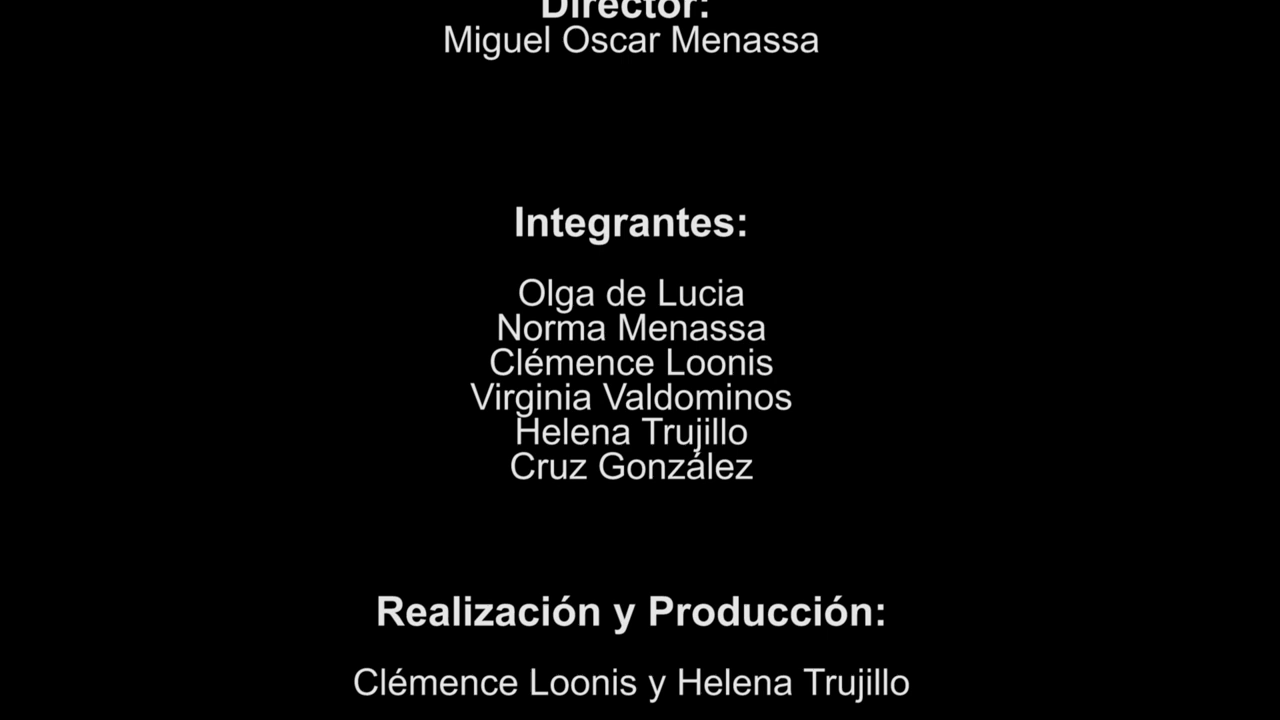 Director:
Miguel Oscar Menassa
Integrantes:
Olga de Lucia
Norma Menassa
Clémence Loonis
Virginia Valdominos
Helena Trujillo
Cruz González
Realización y Producción:
Clémence Loonis y Helena Trujillo